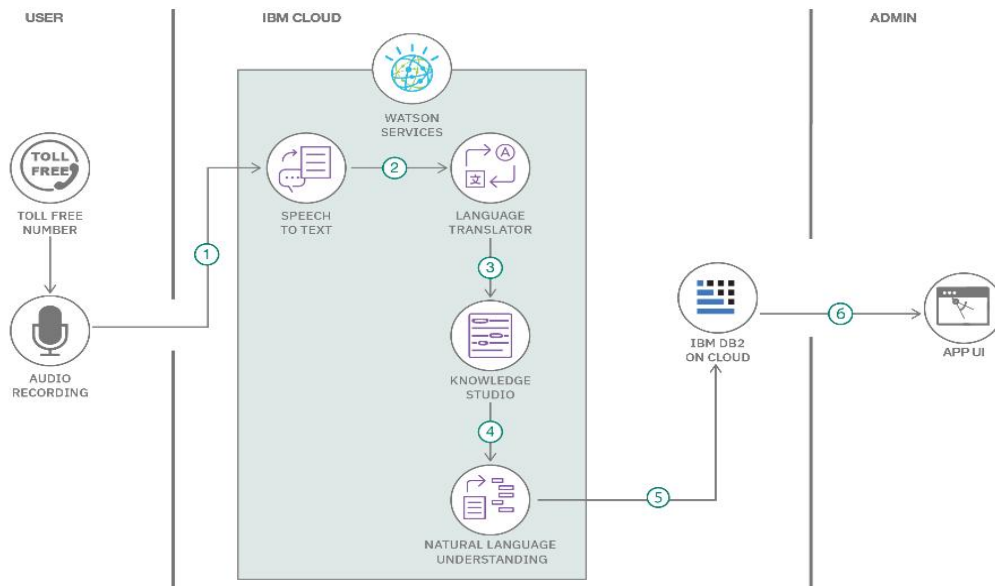 USER
IBM CLOUD
ADMIN
WATSON
SERVICES
TOLL
FREE
TOLL FREE
NUMBER
1
SPEECH
TO TEXT
2
A
文
LANGUAGE
TRANSLATOR
3
AUDIO
RECORDING
KNOWLEDGE
STUDIO
4
NATURAL LANGUAGE
UNDERSTANDING
5
IBM DB2
ON CLOUD
6
APP UI